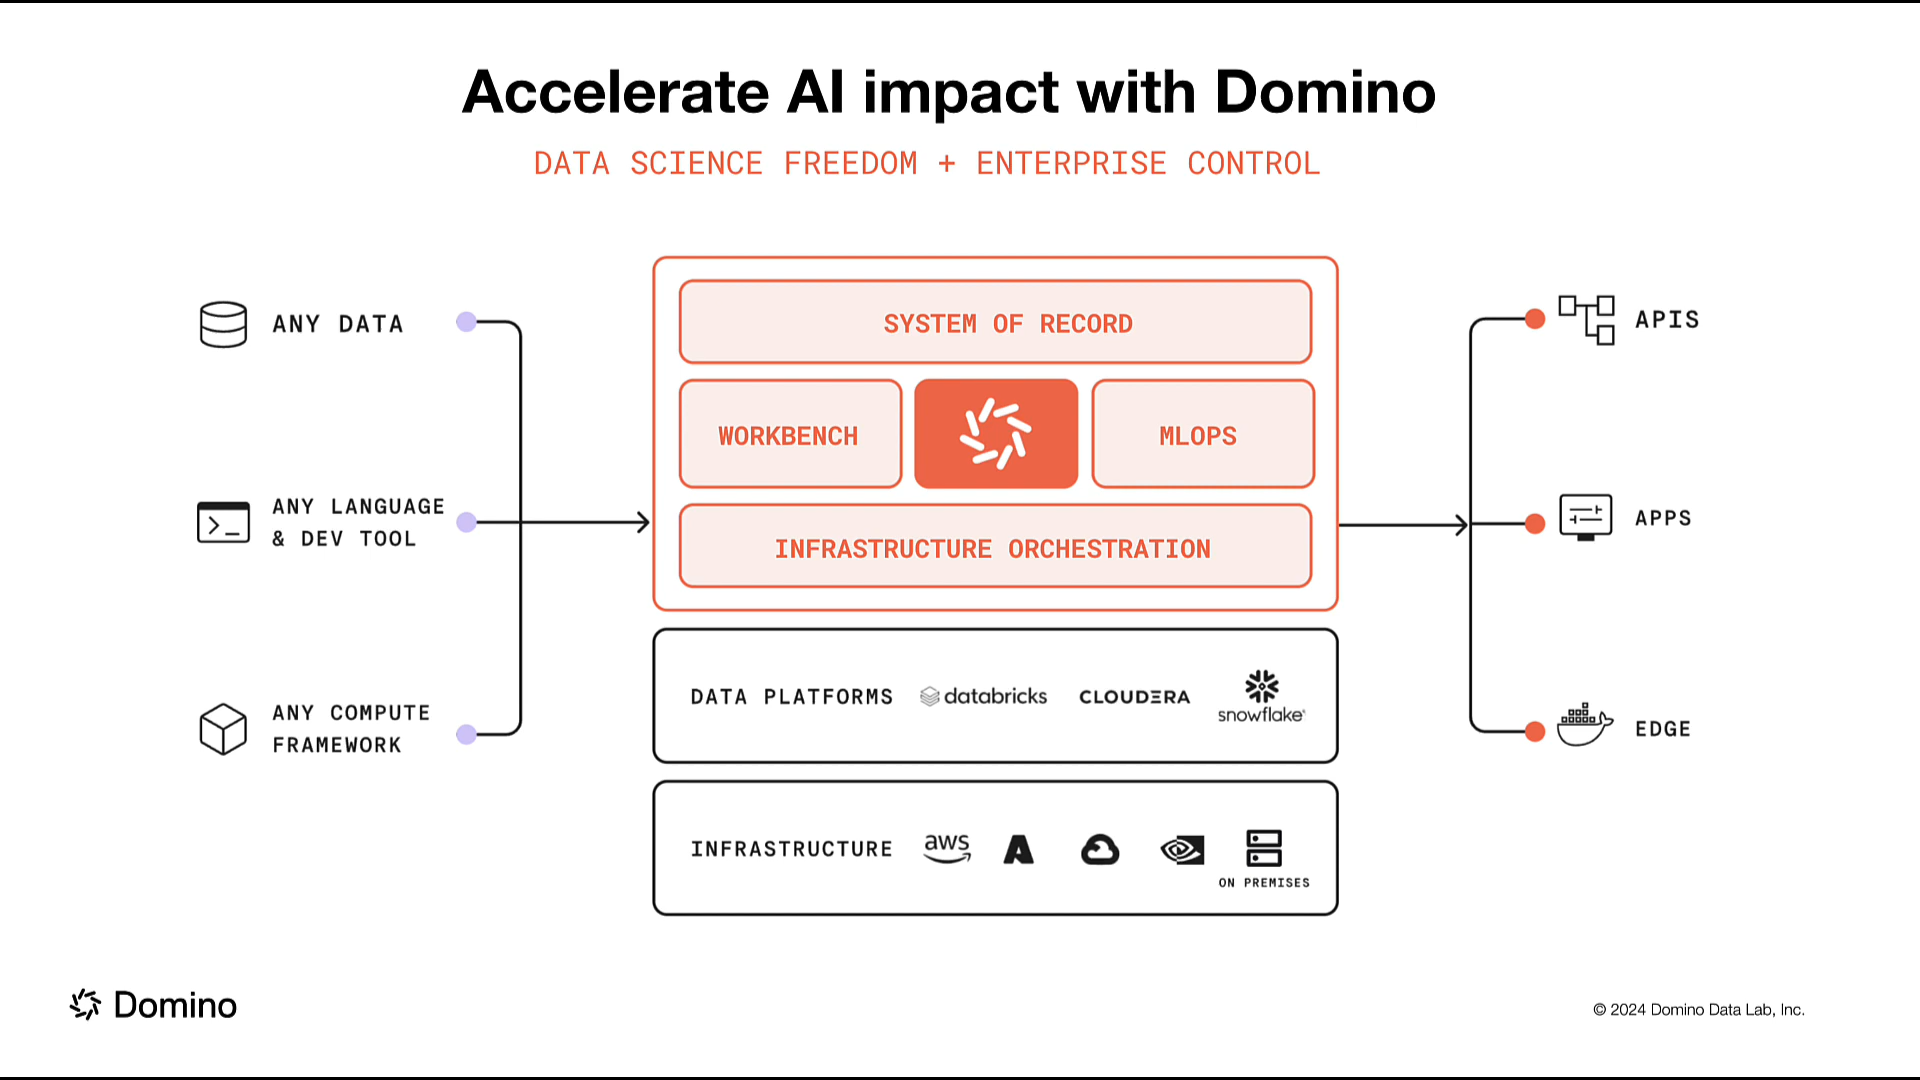 Accelerate AI impact with Domino
DATA SCIENCE FREEDOM + ENTERPRISE CONTROL
ANY DATA
ANY LANGUAGE
& DEV TOOL
ANY COMPUTE
FRAMEWORK
SYSTEM OF RECORD
WORKBENCH
MLOPS
INFRASTRUCTURE ORCHESTRATION
DATA PLATFORMS
databricks
CLOUDERA
snowflake
INFRASTRUCTURE
aws
ON PREMISES
APIS
APPS
EDGE
Domino
© 2024 Domino Data Lab, Inc.